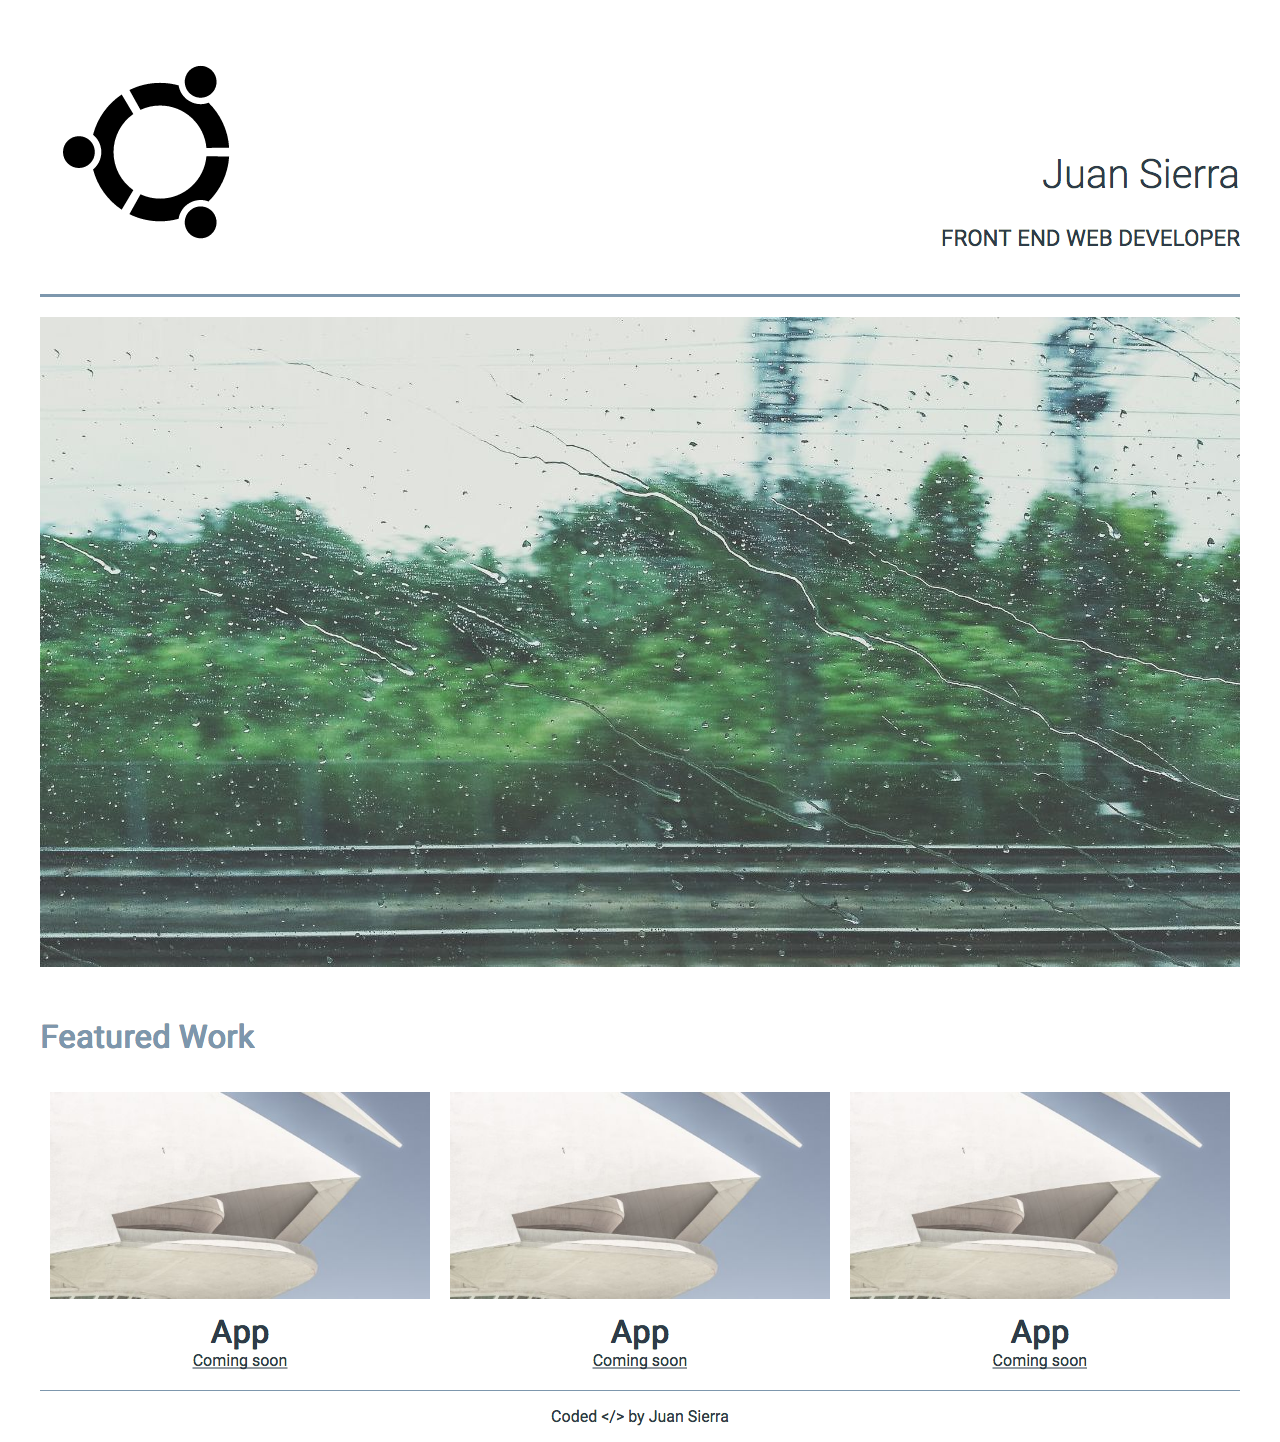 Juan Sierra
FRONT END WEB DEVELOPER
Featured Work
App
Coming soon
App
Coming soon
App
Coming soon
Coded </> by Juan Sierra